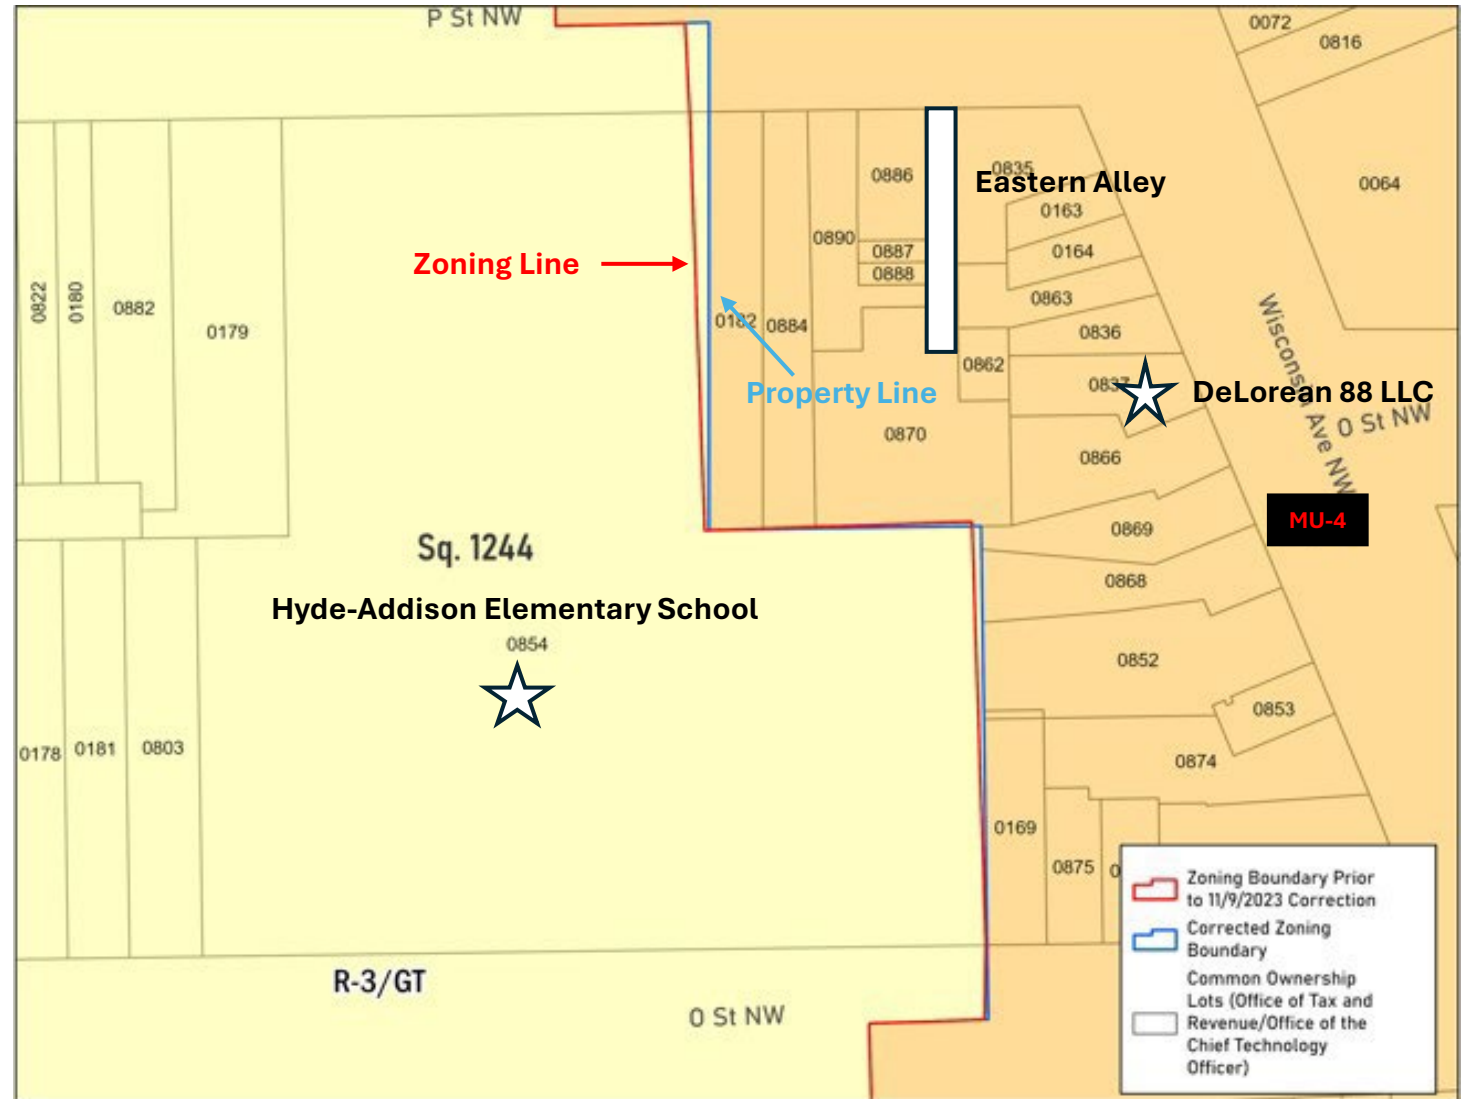 P St NW
0072
0816
0064
0886
0835
Eastern Alley
0163
0890
0887
0164
0888
Zoning Line
0863
0822
0180
0882
0179
0182
0884
0836
Wisconsin Ave NW
0862
0837
Property Line
DeLorean 88 LLC
O St NW
0870
0866
MU-4
0869
Sq. 1244
0868
Hyde-Addison Elementary School
0854
0852
0853
0178
0181
0803
0874
0169
0875
Zoning Boundary Prior
to 11/9/2023 Correction
Corrected Zoning
Boundary
Common Ownership
Lots (Office of Tax and
Revenue/Office of the
Chief Technology
Officer)
R-3/GT
O St NW